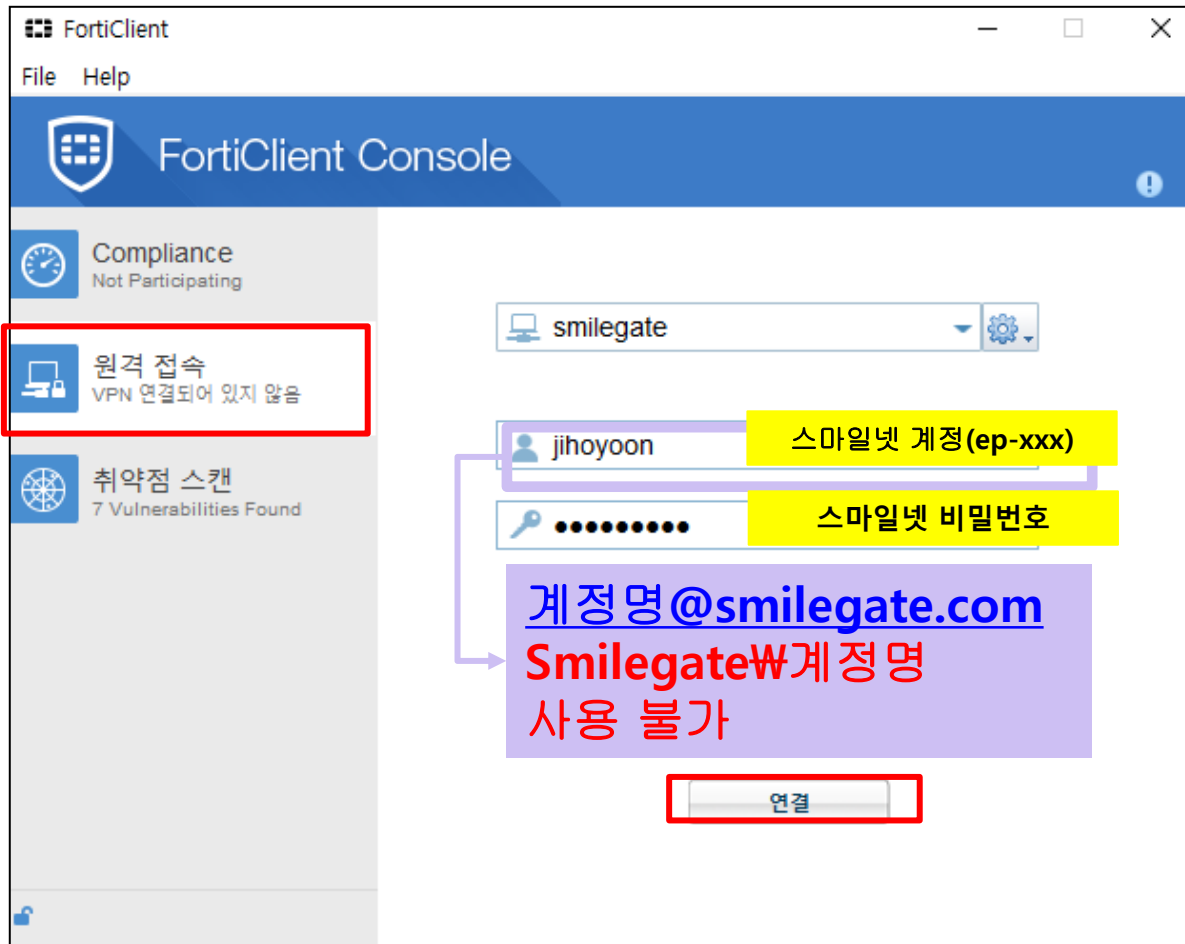 FortiClient
File Help
FortiClient Console
Compliance
Not Participating
원격 접속
VPN 연결되어 있지 않음
취약점 스캔
7 Vulnerabilities Found
smilegate
jihoyoon
스마일넷 계정(ep-xxx)
●●●●●●●●●
스마일넷 비밀번호
계정명@smilegate.com
Smilegate₩계정명
사용 불가
연결